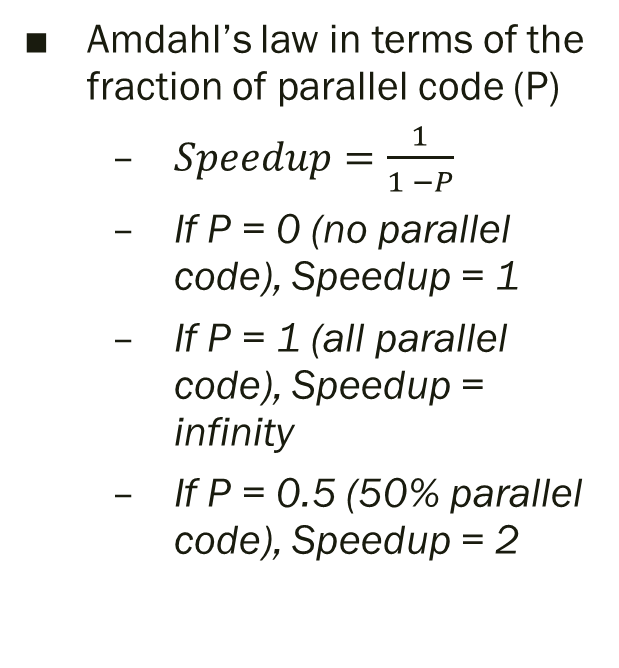 ■ Amdahl's law in terms of the
fraction of parallel code (P)
– Speedup = 1 / (1 − P)
– If P = 0 (no parallel
code), Speedup = 1
– If P = 1 (all parallel
code), Speedup =
infinity
– If P = 0.5 (50% parallel
code), Speedup = 2